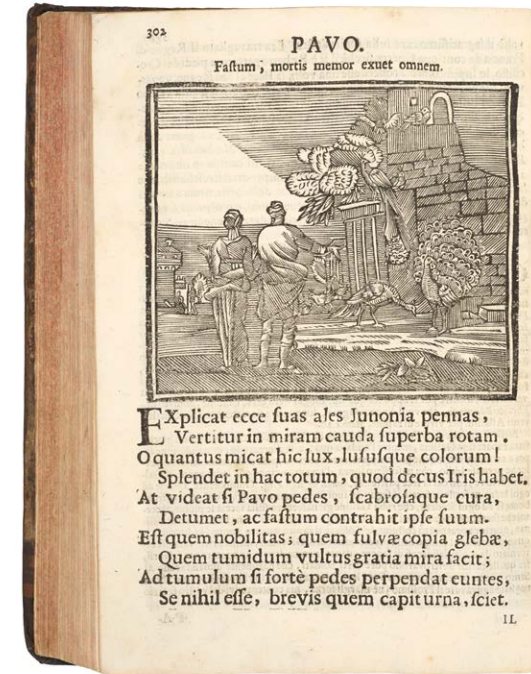 302
PAVO.
Faſtum, mortis memor exuet omnem.
EXplicat ecce ſuas ales Junonia pennas,
Vertitur in miram cauda ſuperba rotam.
O quantus micat hic lux, luſuſque colorum!
Splendet in hac totum, quod decus Iris habet.
At videat ſi Pavo pedes, ſcabroſaque cura,
Detumet, ac faſtum contrahit ipſe ſuum.
Eſt quem nobilitas; quem fulvæ copia glebæ,
Quem tumidum vultus gratia mira facit;
Ad tumulum ſi fortè pedes perpendat euntes,
Se nihil eſſe, brevis quem capit urna, ſciet.
IL